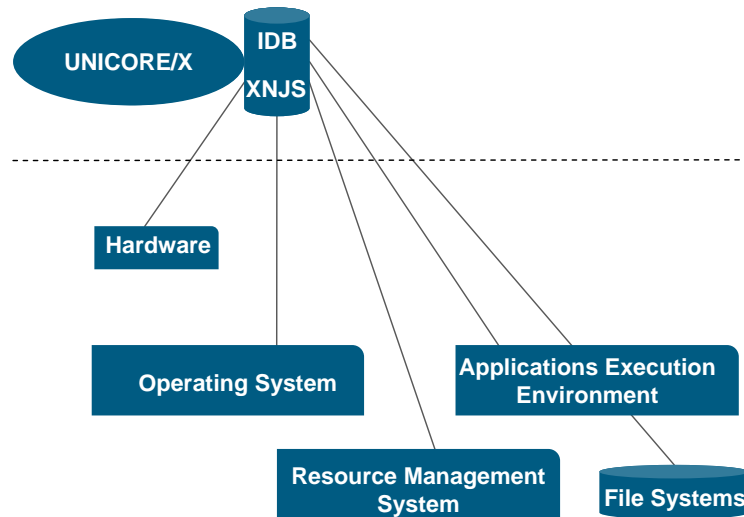 UNICORE/X
IDB
XNJS
Hardware
Operating System
Applications Execution
Environment
Resource Management
System
File Systems